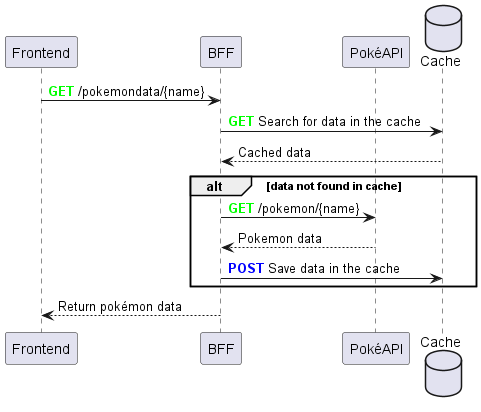 Cache
Frontend BFF PokéAPI
GET /pokemondata/{name}
GET Search for data in the cache
Cached data
alt [data not found in cache]
GET /pokemon/{name}
Pokemon data
POST Save data in the cache
Return pokémon data
Frontend BFF PokéAPI Cache